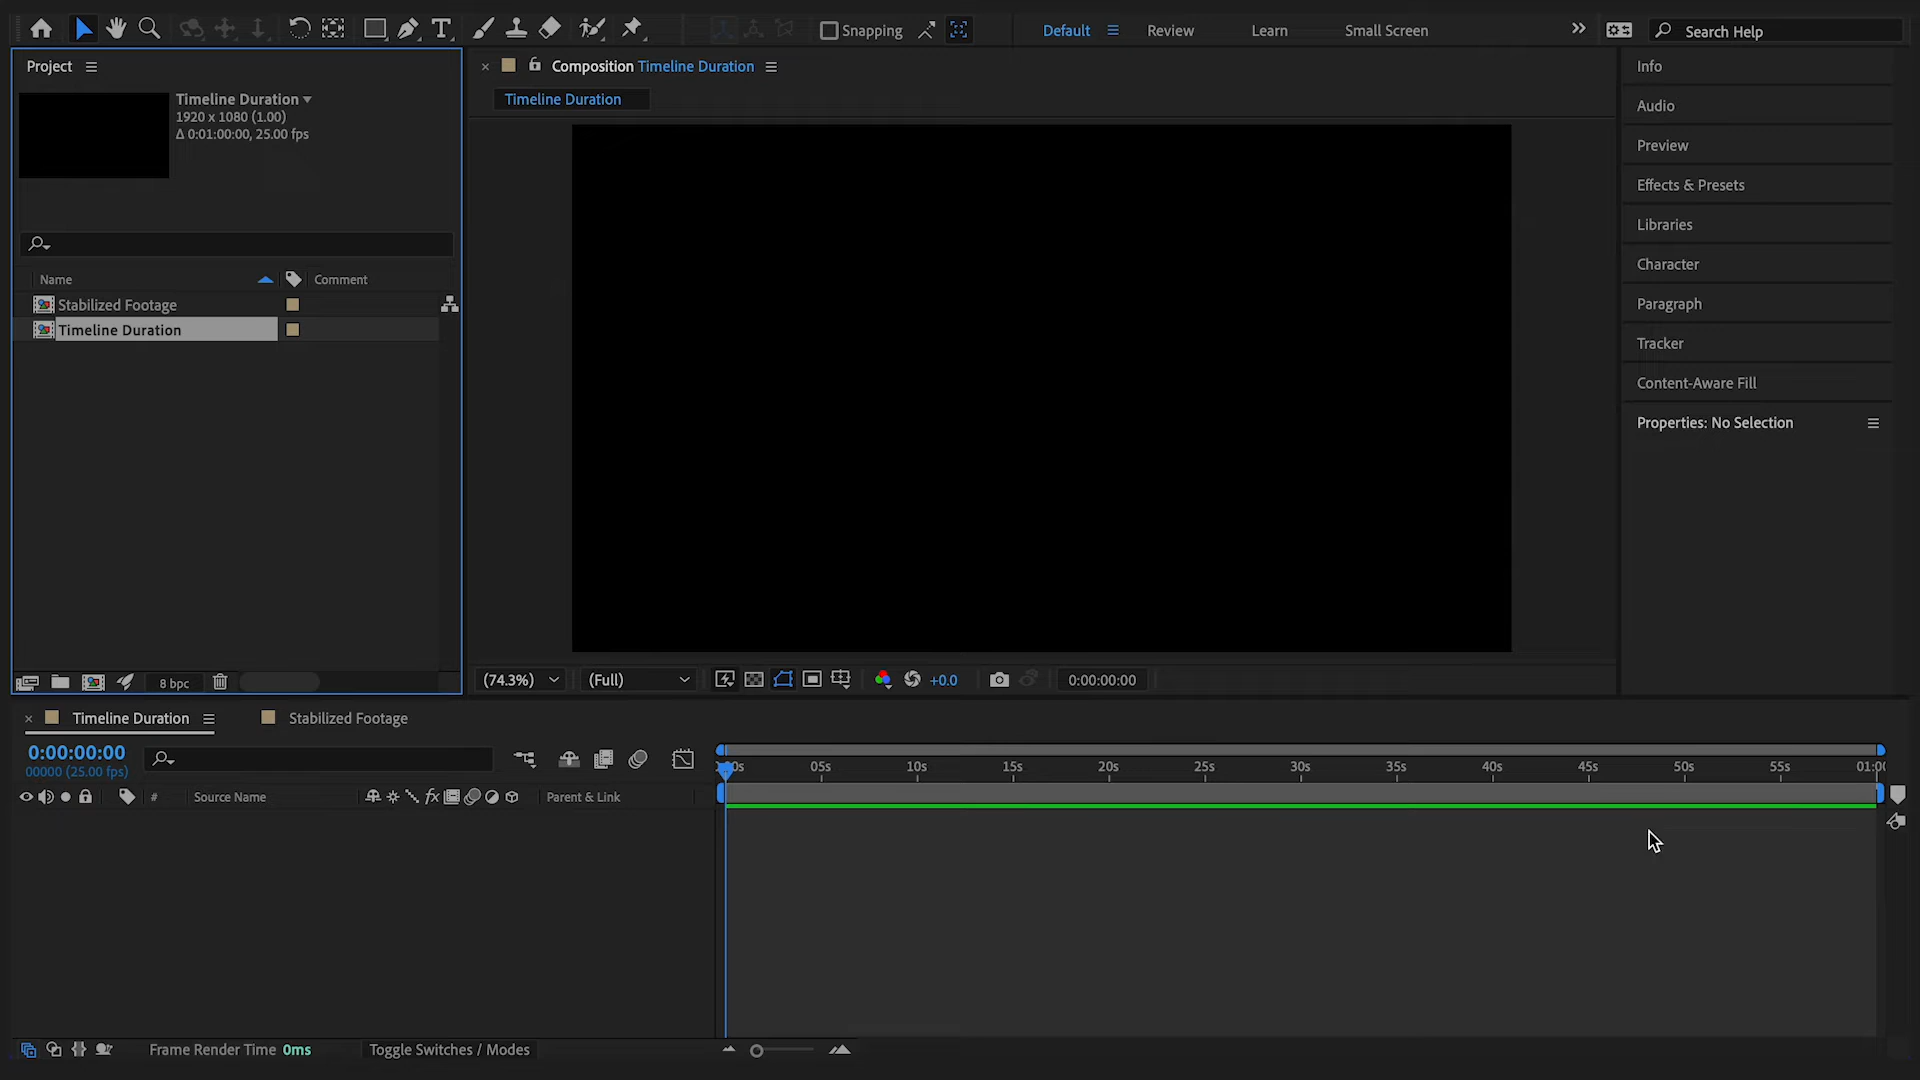 Snapping
Default
Review
Learn
Small Screen
Search Help
Project
Timeline Duration
1920 x 1080 (1.00)
Δ 0:01:00:00, 25.00 fps
Name
Comment
Stabilized Footage
Timeline Duration
8 bpc
Composition Timeline Duration
Timeline Duration
(74.3%)
(Full)
+0.0
0:00:00:00
Info
Audio
Preview
Effects & Presets
Libraries
Character
Paragraph
Tracker
Content-Aware Fill
Properties: No Selection
Timeline Duration
Stabilized Footage
0:00:00:00
00000 (25.00 fps)
05s
10s
15s
20s
25s
30s
35s
40s
45s
50s
55s
#
Source Name
fx
Parent & Link
Frame Render Time 0ms
Toggle Switches / Modes